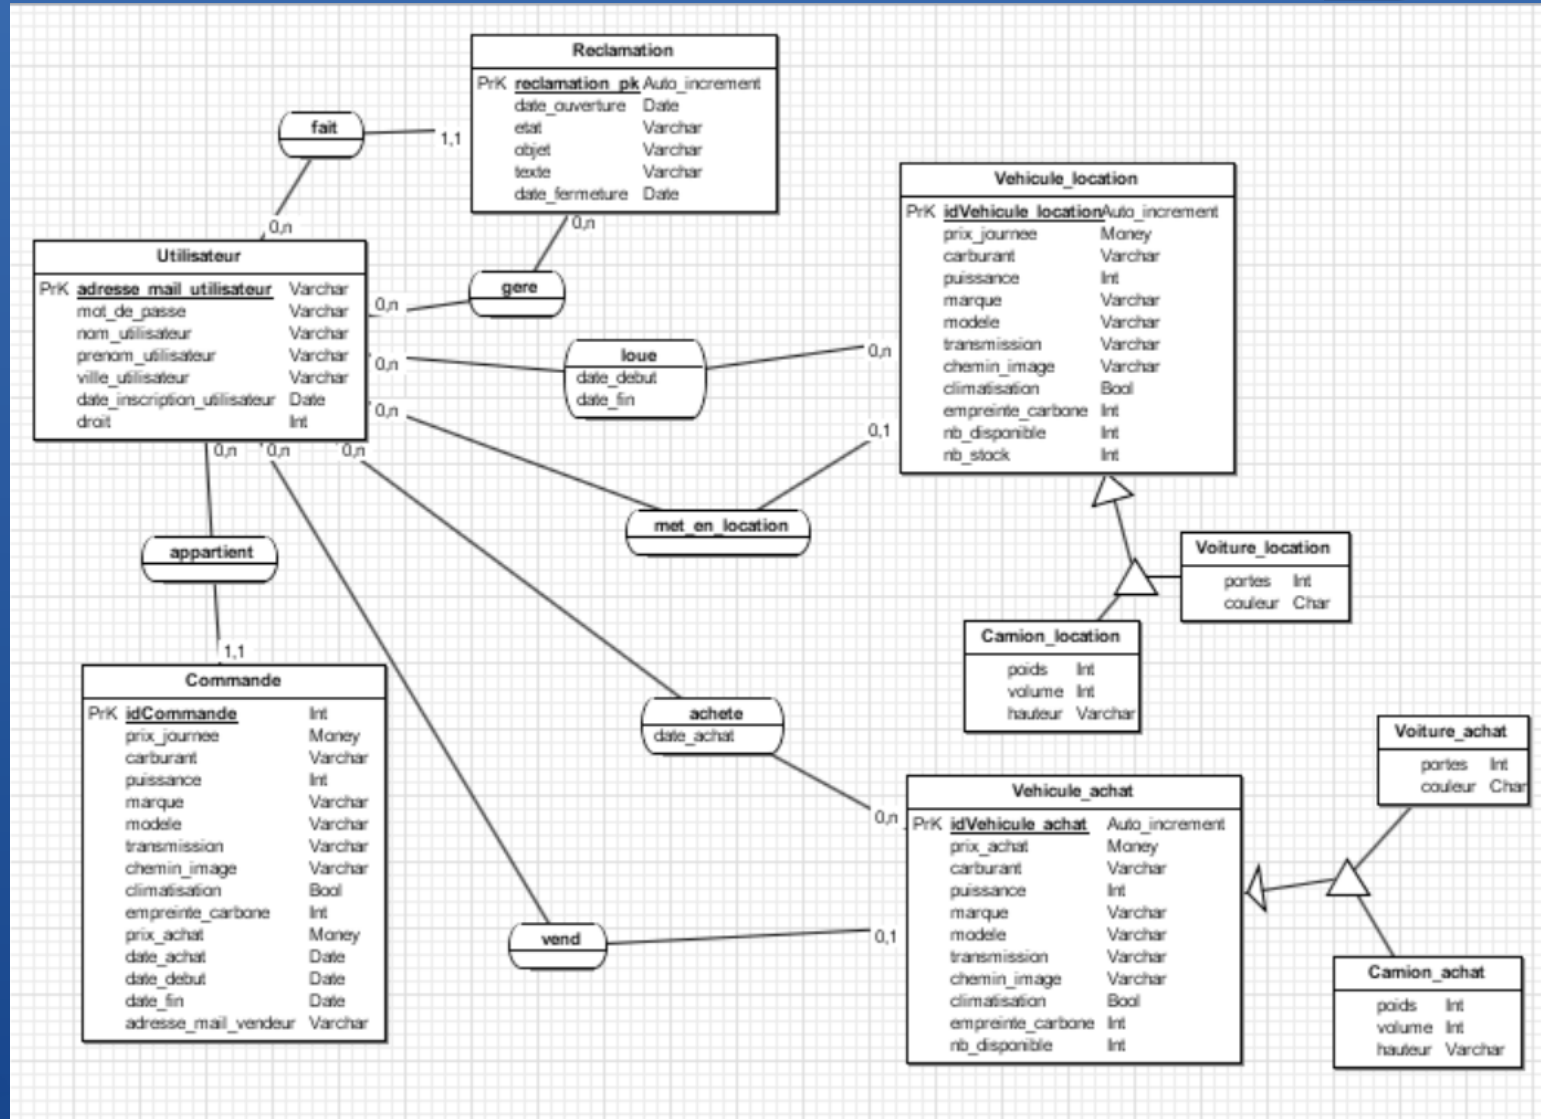 Reclamation
PrK reclamation_pk Auto_increment
date_ouverture Date
etat Varchar
objet Varchar
texte Varchar
date_fermeture Date
fait
1,1
0,n
0,n
gere
0,n
Utilisateur
PrK adresse_mail_utilisateur Varchar
mot_de_passe Varchar
nom_utilisateur Varchar
prenom_utilisateur Varchar
ville_utilisateur Varchar
date_inscription_utilisateur Date
droit Int
0,n
loue
date_debut
date_fin
0,n
0,n
met_en_location
0,1
Vehicule_location
PrK idVehicule_location Auto_increment
prix_journee Money
carburant Varchar
puissance Int
marque Varchar
modele Varchar
transmission Varchar
chemin_image Varchar
climatisation Bool
empreinte_carbone Int
nb_disponible Int
nb_stock Int
Voiture_location
portes Int
couleur Char
Camion_location
poids Int
volume Int
hauteur Varchar
0,n 0,n 0,n
appartient
1,1
Commande
PrK idCommande Int
prix_journee Money
carburant Varchar
puissance Int
marque Varchar
modele Varchar
transmission Varchar
chemin_image Varchar
climatisation Bool
empreinte_carbone Int
prix_achat Money
date_achat Date
date_debut Date
date_fin Date
adresse_mail_vendeur Varchar
achete
date_achat
0,n
vend
0,1
Vehicule_achat
PrK idVehicule_achat Auto_increment
prix_achat Money
carburant Varchar
puissance Int
marque Varchar
modele Varchar
transmission Varchar
chemin_image Varchar
climatisation Bool
empreinte_carbone Int
nb_disponible Int
Voiture_achat
portes Int
couleur Char
Camion_achat
poids Int
volume Int
hauteur Varchar